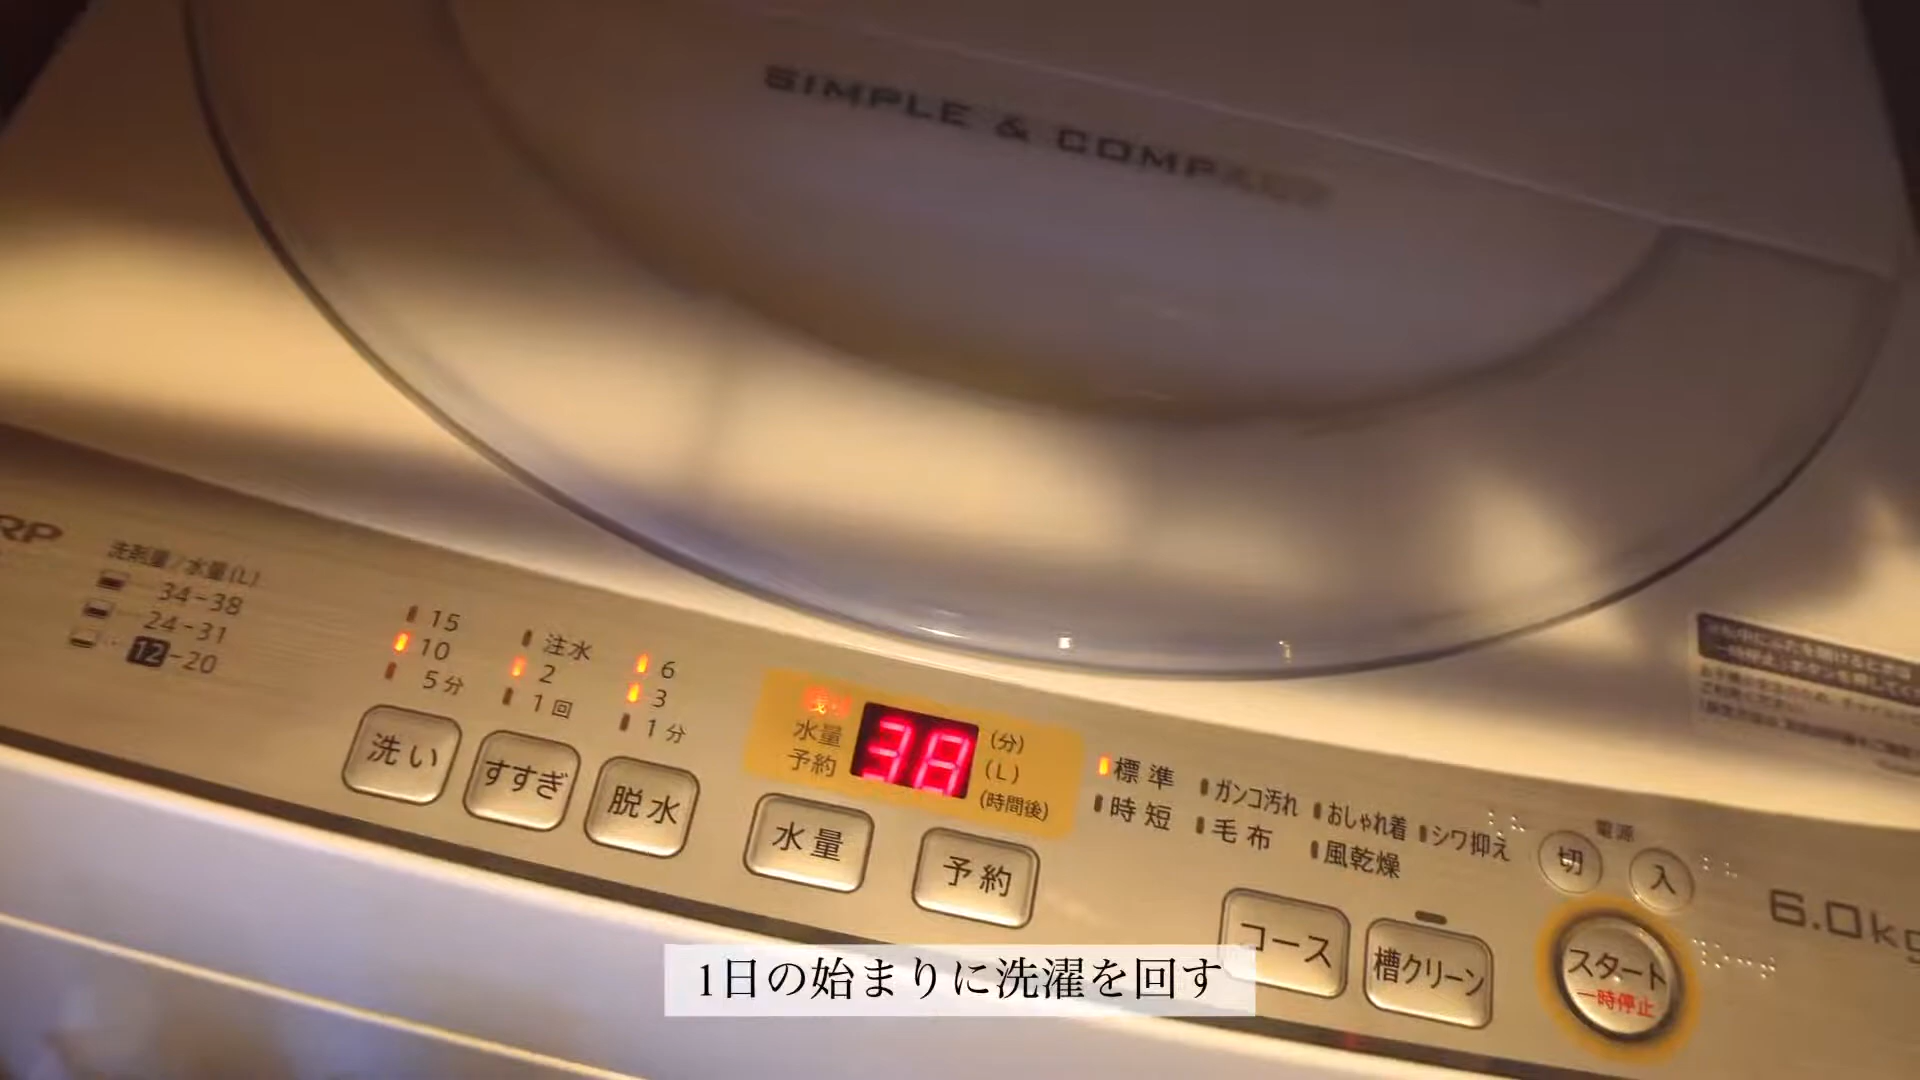 SIMPLE & COMPACT
RP
洗剤量/水量(L)
34-38
24-31
12-20
15
10
5分
注水
2
1回
6
3
1分
洗い
すすぎ
脱水
残り
水量
予約
38
(分)
(L)
(時間後)
水量
予約
標準
ガンコ汚れ
おしゃれ着
シワ抑え
時短
毛布
風乾燥
コース
槽クリーン
電源
切
入
スタート
一時停止
6.0kg
1日の始まりに洗濯を回す